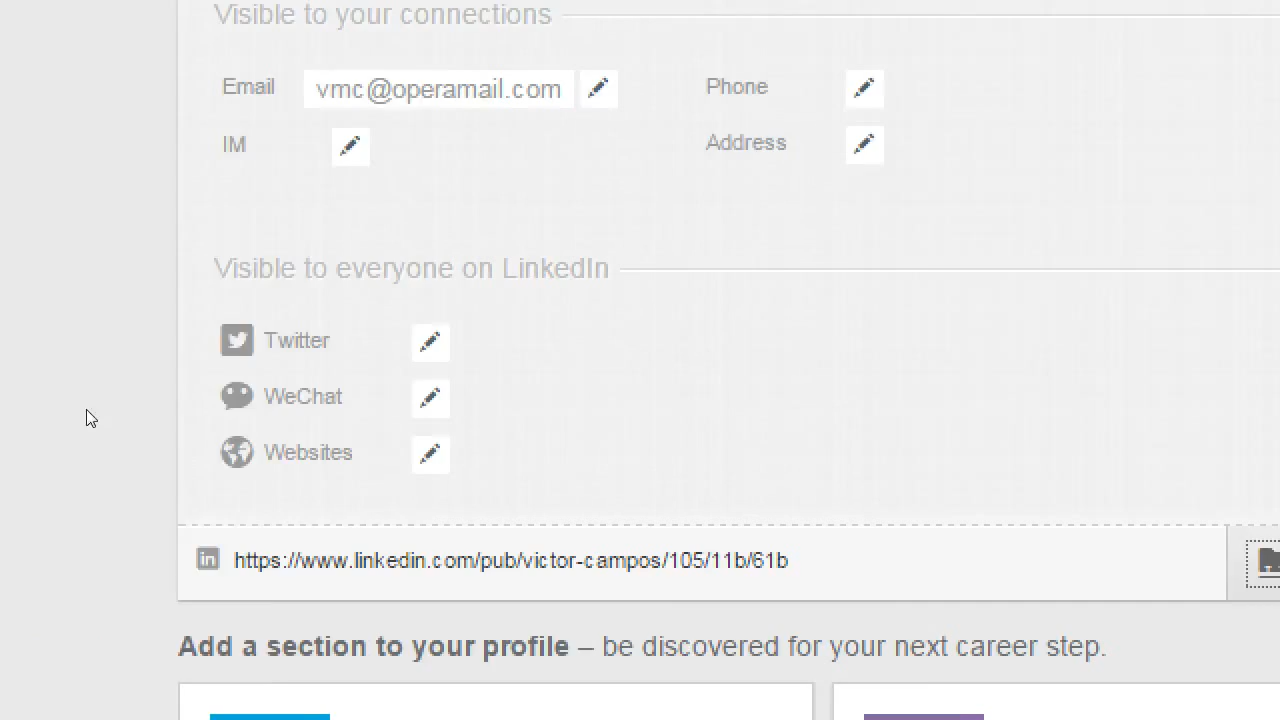 Visible to your connections
Email vmc@operamail.com Phone
IM Address
Visible to everyone on LinkedIn
Twitter
WeChat
Websites
in https://www.linkedin.com/pub/victor-campos/105/11b/61b
Add a section to your profile – be discovered for your next career step.